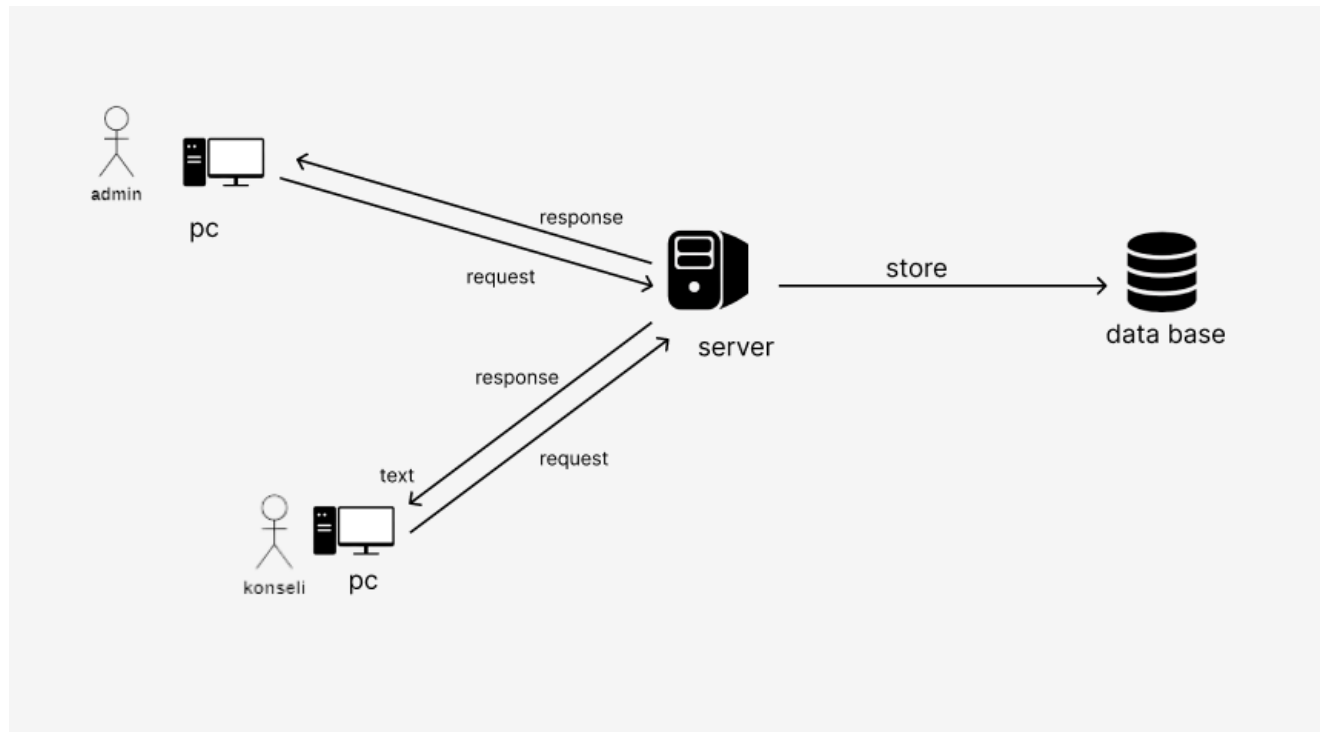 admin
pc
response
request
server
store
data base
response
request
text
konseli
pc